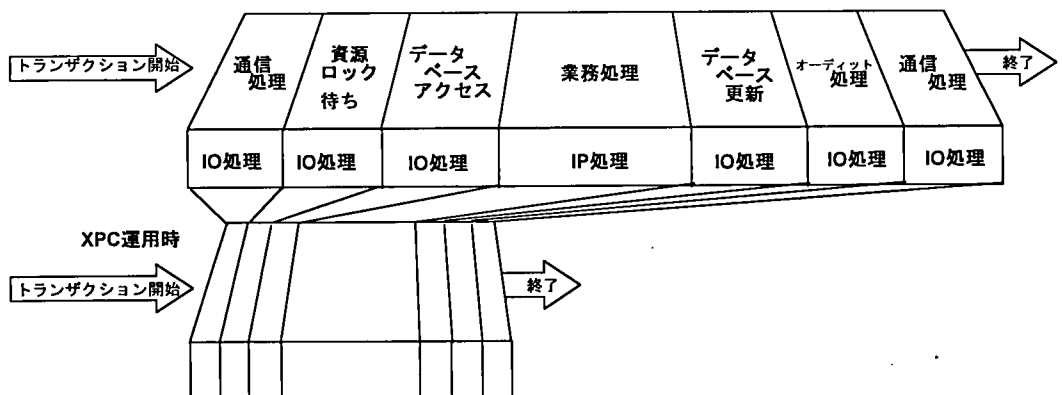 トランザクション開始
通信
処理
資源
ロック
待ち
データ
ベース
アクセス
業務処理
データ
ベース
更新
オーディット
処理
通信
処理
終了
IO処理
IO処理
IO処理
IP処理
IO処理
IO処理
IO処理
XPC運用時
トランザクション開始
終了